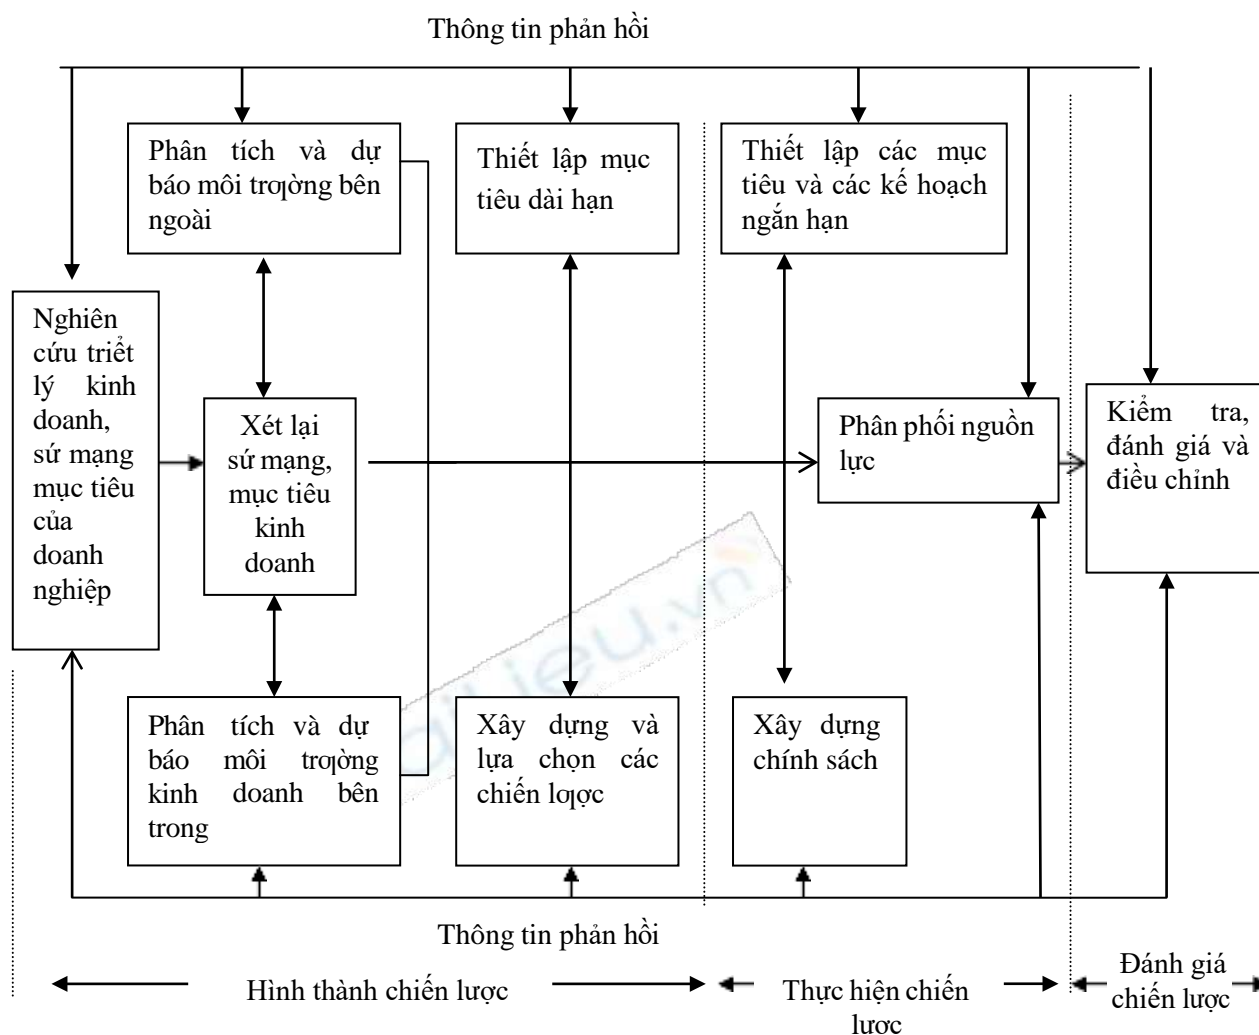 Thông tin phản hồi
Phân tích và dự
báo môi trƣờng bên
ngoài
Thiết lập mục
tiêu dài hạn
Thiết lập các mục
tiêu và các kế hoạch
ngắn hạn
Nghiên
cứu triết
lý kinh
doanh,
sứ mạng
mục tiêu
của
doanh
nghiệp
Xét lại
sứ mạng,
mục tiêu
kinh
doanh
Phân phối nguồn
lực
Kiểm tra,
đánh giá và
điều chỉnh
Phân tích và dự
báo môi trƣờng
kinh doanh bên
trong
Xây dựng và
lựa chọn các
chiến lƣợc
Xây dựng
chính sách
Thông tin phản hồi
Hình thành chiến lược
Thực hiện chiến
lược
Đánh giá
chiến lược